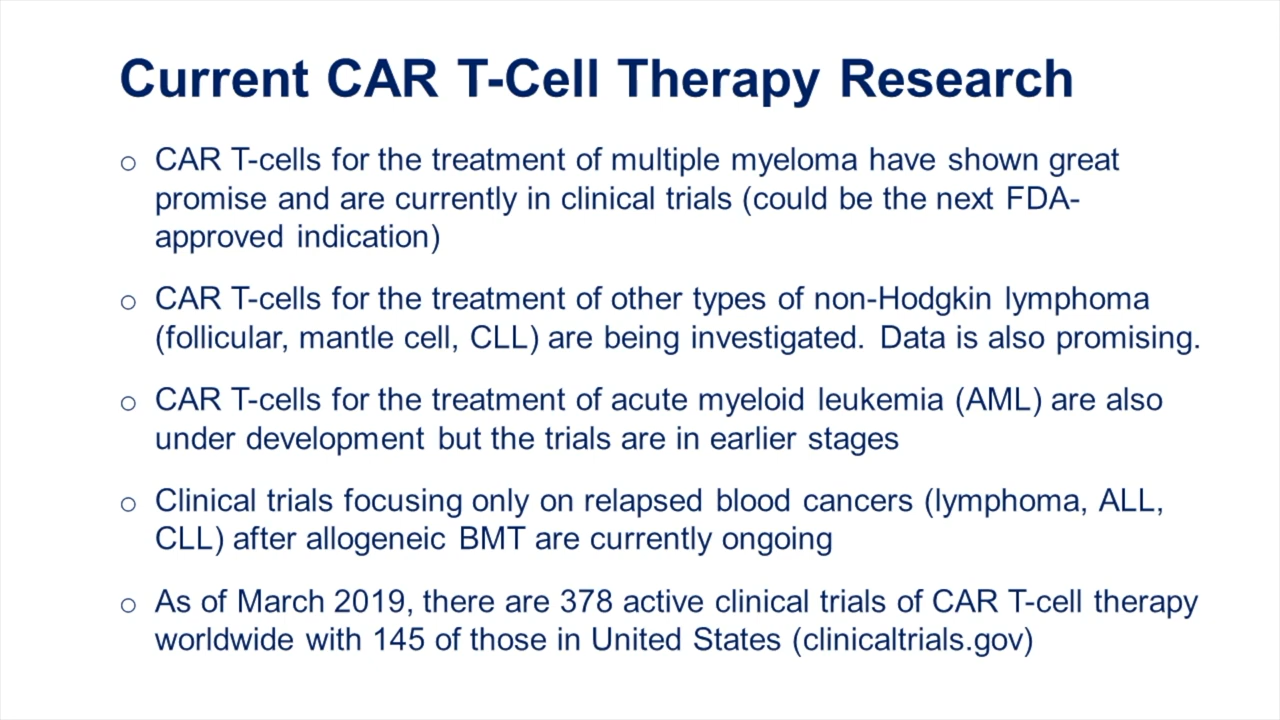 Current CAR T-Cell Therapy Research
o CAR T-cells for the treatment of multiple myeloma have shown great
promise and are currently in clinical trials (could be the next FDA-
approved indication)
o CAR T-cells for the treatment of other types of non-Hodgkin lymphoma
(follicular, mantle cell, CLL) are being investigated. Data is also promising.
o CAR T-cells for the treatment of acute myeloid leukemia (AML) are also
under development but the trials are in earlier stages
o Clinical trials focusing only on relapsed blood cancers (lymphoma, ALL,
CLL) after allogeneic BMT are currently ongoing
o As of March 2019, there are 378 active clinical trials of CAR T-cell therapy
worldwide with 145 of those in United States (clinicaltrials.gov)